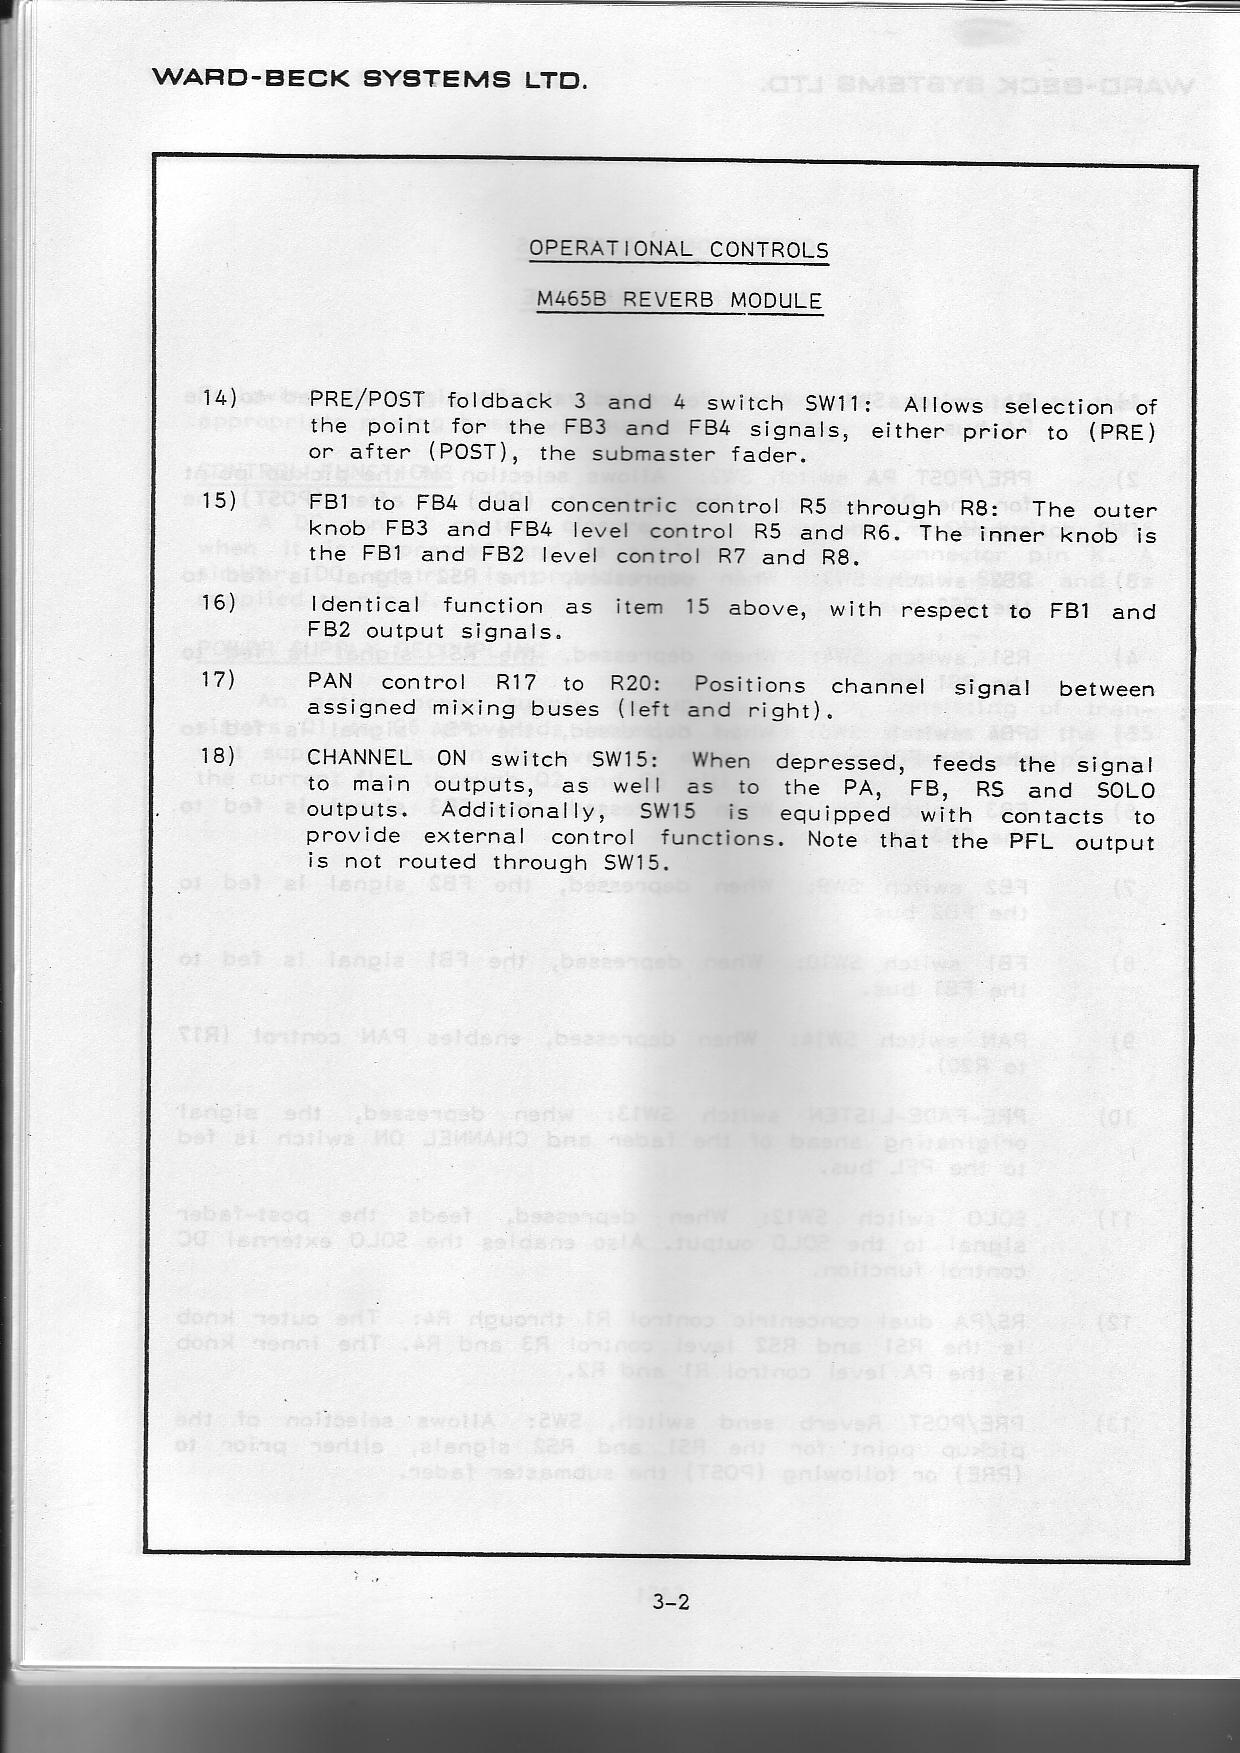 WARD-BECK SYSTEMS LTD.
OPERATIONAL CONTROLS
M465B REVERB MODULE
14) PRE/POST foldback 3 and 4 switch SW11: Allows selection of
the point for the FB3 and FB4 signals, either prior to (PRE)
or after (POST), the submaster fader.
15) FB1 to FB4 dual concentric control R5 through R8: The outer
knob FB3 and FB4 level control R5 and R6. The inner knob is
the FB1 and FB2 level control R7 and R8.
16) Identical function as item 15 above, with respect to FB1 and
FB2 output signals.
17) PAN control R17 to R20: Positions channel signal between
assigned mixing buses (left and right).
18) CHANNEL ON switch SW15: When depressed, feeds the signal
to main outputs, as well as to the PA, FB, RS and SOLO
outputs. Additionally, SW15 is equipped with contacts to
provide external control functions. Note that the PFL output
is not routed through SW15.
3-2